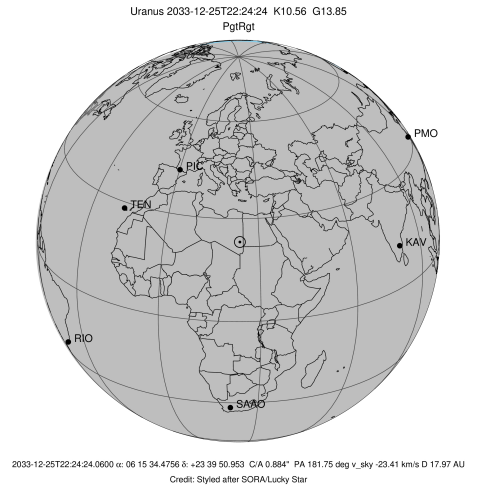 Uranus 2033-12-25T22:24:24 K10.56 G13.85
PgtRgt
PMO
PIC
TEN
KAV
RIO
SAAO
2033-12-25T22:24:24.0600 α: 06 15 34.4756 δ: +23 39 50.953 C/A 0.884" PA 181.75 deg v_sky -23.41 km/s D 17.97 AU
Credit: Styled after SORA/Lucky Star